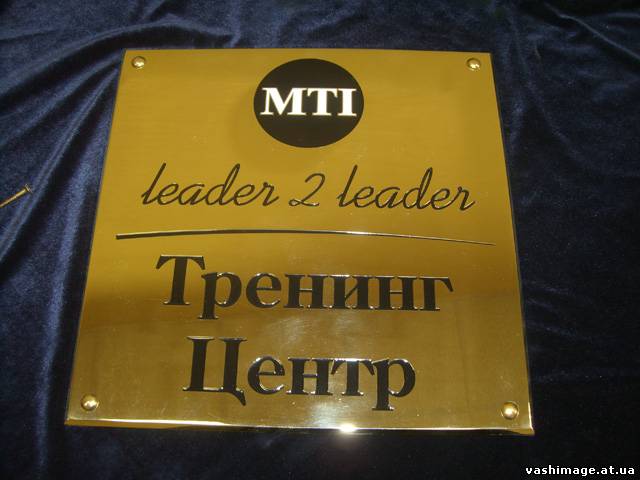 MTI
leader 2 leader
Тренинг
Центр
vashimage.at.ua